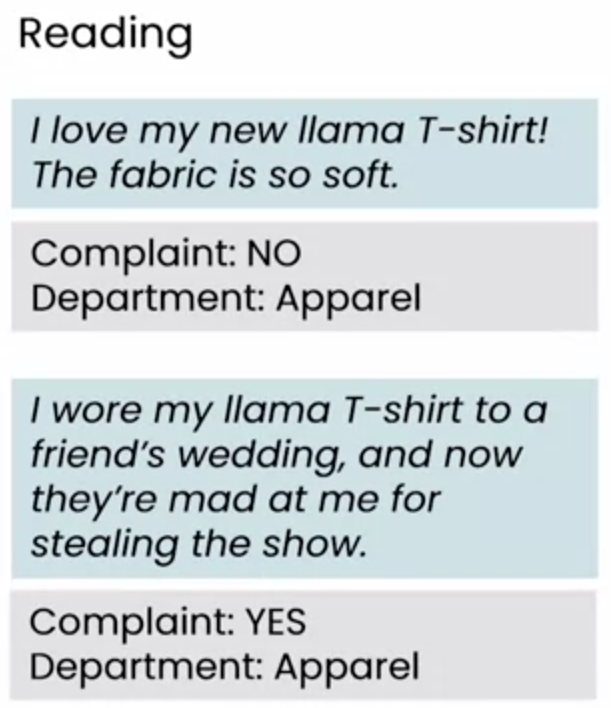 Reading
I love my new llama T-shirt!
The fabric is so soft.
Complaint: NO
Department: Apparel
I wore my llama T-shirt to a
friend's wedding, and now
they're mad at me for
stealing the show.
Complaint: YES
Department: Apparel